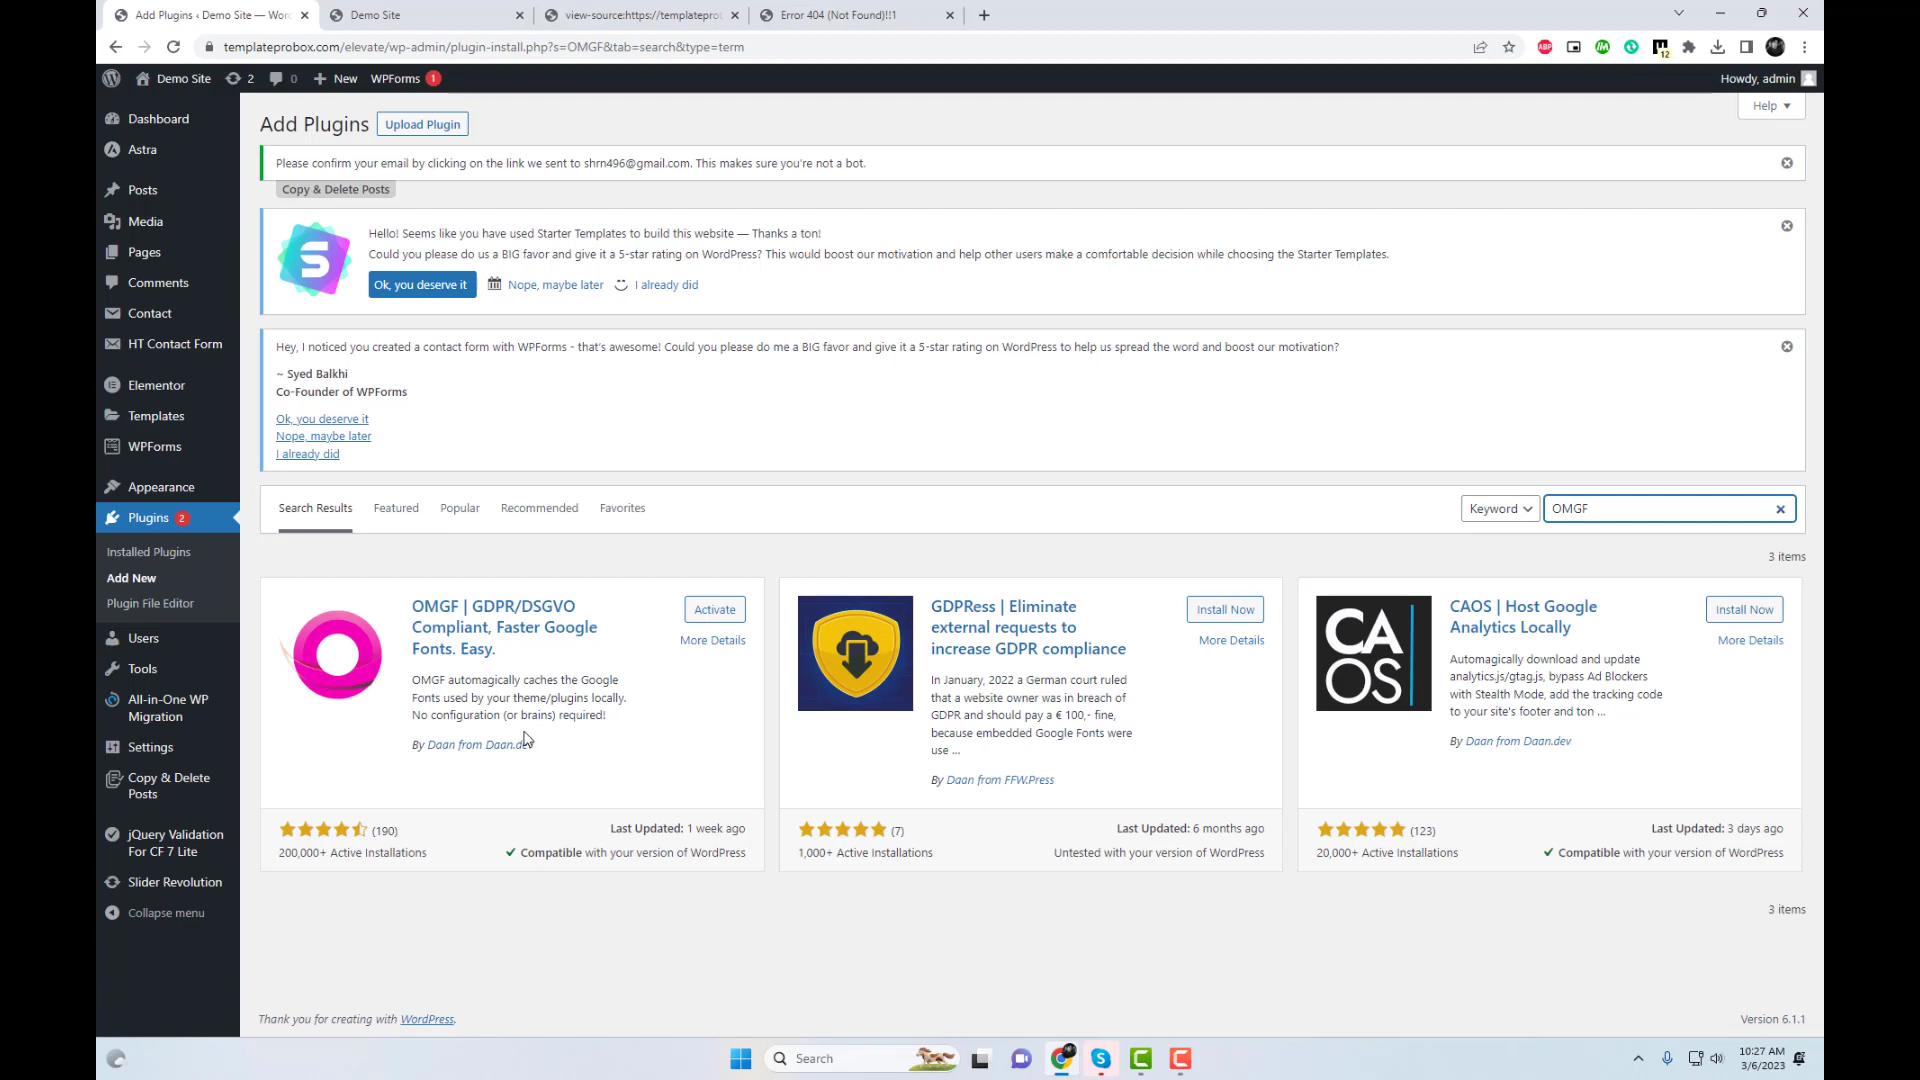 Add Plugins ‹ Demo Site — Wor
Demo Site
view-source:https://templatepro
Error 404 (Not Found)!!1
templateprobox.com/elevate/wp-admin/plugin-install.php?s=OMGF&tab=search&type=term
ABP
12
Demo Site
2
0
New
WPForms
1
Howdy, admin
Dashboard
Astra
Posts
Media
Pages
Comments
Contact
HT Contact Form
Elementor
Templates
WPForms
Appearance
Plugins
2
Installed Plugins
Add New
Plugin File Editor
Users
Tools
All-in-One WP
Migration
Settings
Copy & Delete
Posts
jQuery Validation
For CF 7 Lite
Slider Revolution
Collapse menu
Help
Add Plugins
Upload Plugin
Please confirm your email by clicking on the link we sent to shrn496@gmail.com. This makes sure you're not a bot.
Copy & Delete Posts
Hello! Seems like you have used Starter Templates to build this website — Thanks a ton!
Could you please do us a BIG favor and give it a 5-star rating on WordPress? This would boost our motivation and help other users make a comfortable decision while choosing the Starter Templates.
Ok, you deserve it
Nope, maybe later
I already did
Hey, I noticed you created a contact form with WPForms - that's awesome! Could you please do me a BIG favor and give it a 5-star rating on WordPress to help us spread the word and boost our motivation?
~ Syed Balkhi
Co-Founder of WPForms
Ok, you deserve it
Nope, maybe later
I already did
Search Results
Featured
Popular
Recommended
Favorites
Keyword
OMGF
3 items
OMGF | GDPR/DSGVO
Compliant, Faster Google
Fonts. Easy.
Activate
More Details
OMGF automagically caches the Google
Fonts used by your theme/plugins locally.
No configuration (or brains) required!
By Daan from Daan.dev
(190)
200,000+ Active Installations
Last Updated: 1 week ago
Compatible with your version of WordPress
GDPRess | Eliminate
external requests to
increase GDPR compliance
Install Now
More Details
In January, 2022 a German court ruled
that a website owner was in breach of
GDPR and should pay a € 100,- fine,
because embedded Google Fonts were
use ...
By Daan from FFW.Press
(7)
1,000+ Active Installations
Last Updated: 6 months ago
Untested with your version of WordPress
CA
OS
CAOS | Host Google
Analytics Locally
Install Now
More Details
Automagically download and update
analytics.js/gtag.js, bypass Ad Blockers
with Stealth Mode, add the tracking code
to your site's footer and ton ...
By Daan from Daan.dev
(123)
20,000+ Active Installations
Last Updated: 3 days ago
Compatible with your version of WordPress
3 items
Thank you for creating with WordPress.
Version 6.1.1
Search
10:27 AM
3/6/2023